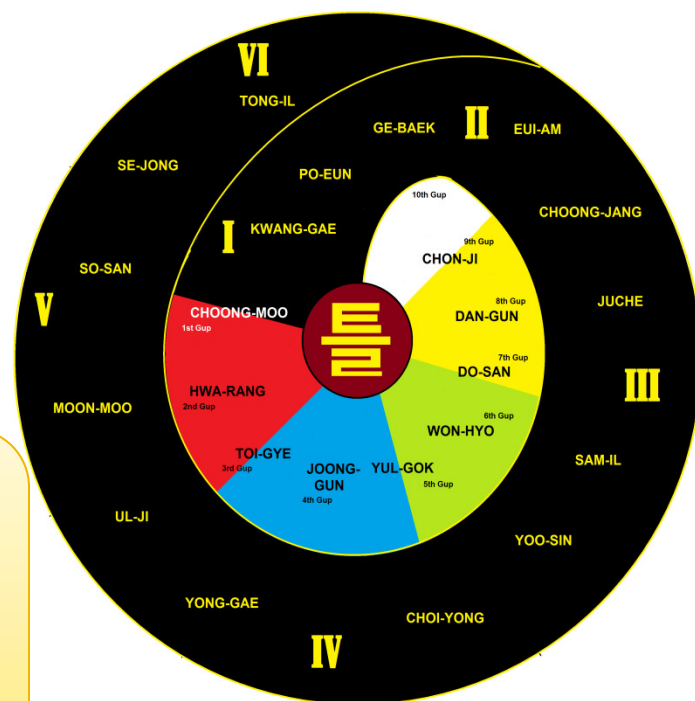 틀
10th Gup
9th Gup
CHON-JI
8th Gup
DAN-GUN
7th Gup
DO-SAN
6th Gup
WON-HYO
5th Gup
YUL-GOK
JOONG-
GUN
4th Gup
TOI-GYE
3rd Gup
HWA-RANG
2nd Gup
CHOONG-MOO
1st Gup
I
KWANG-GAE
PO-EUN
GE-BAEK
II
EUI-AM
CHOONG-JANG
JUCHE
III
SAM-IL
YOO-SIN
CHOI-YONG
IV
YONG-GAE
UL-JI
MOON-MOO
V
SO-SAN
SE-JONG
VI
TONG-IL